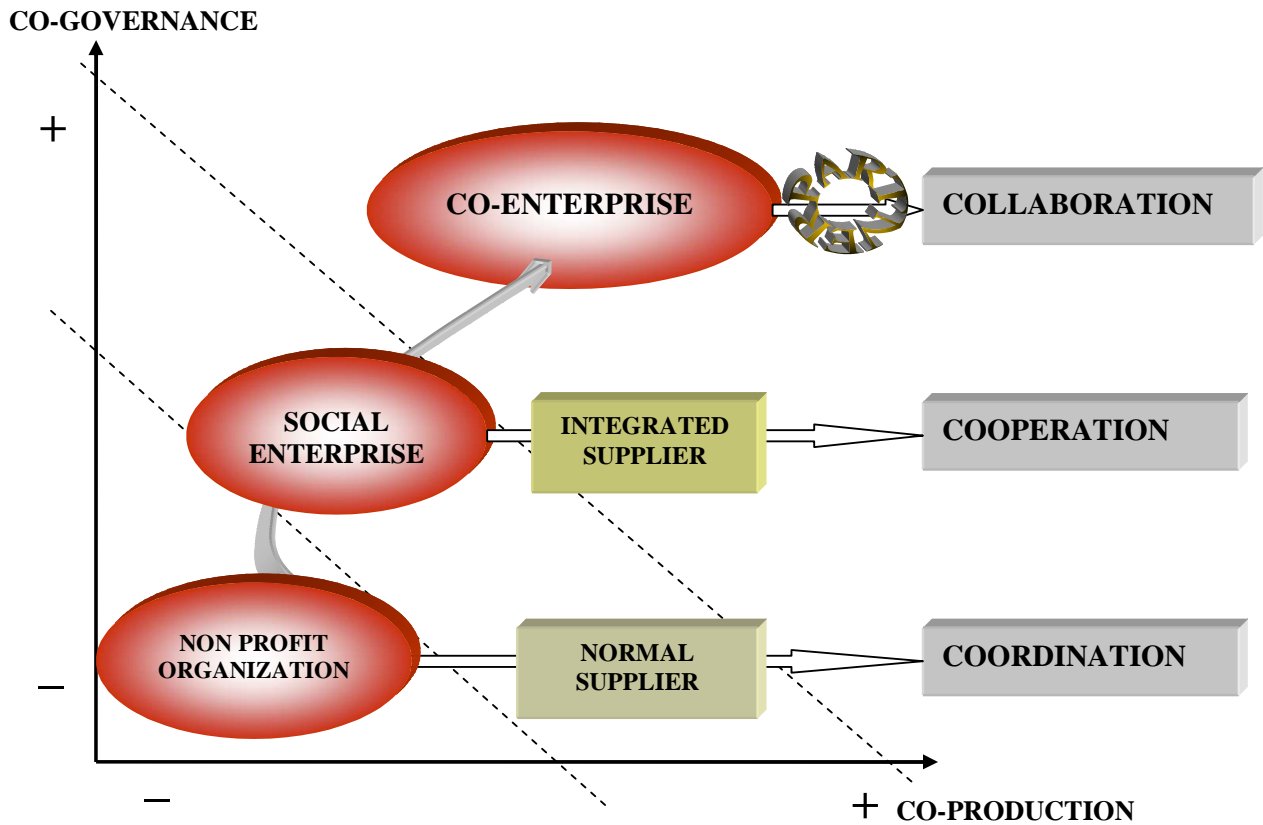 CO-GOVERNANCE
+
CO-ENTERPRISE
COLLABORATION
SOCIAL
ENTERPRISE
INTEGRATED
SUPPLIER
COOPERATION
NON PROFIT
ORGANIZATION
NORMAL
SUPPLIER
COORDINATION
–
–
+ CO-PRODUCTION